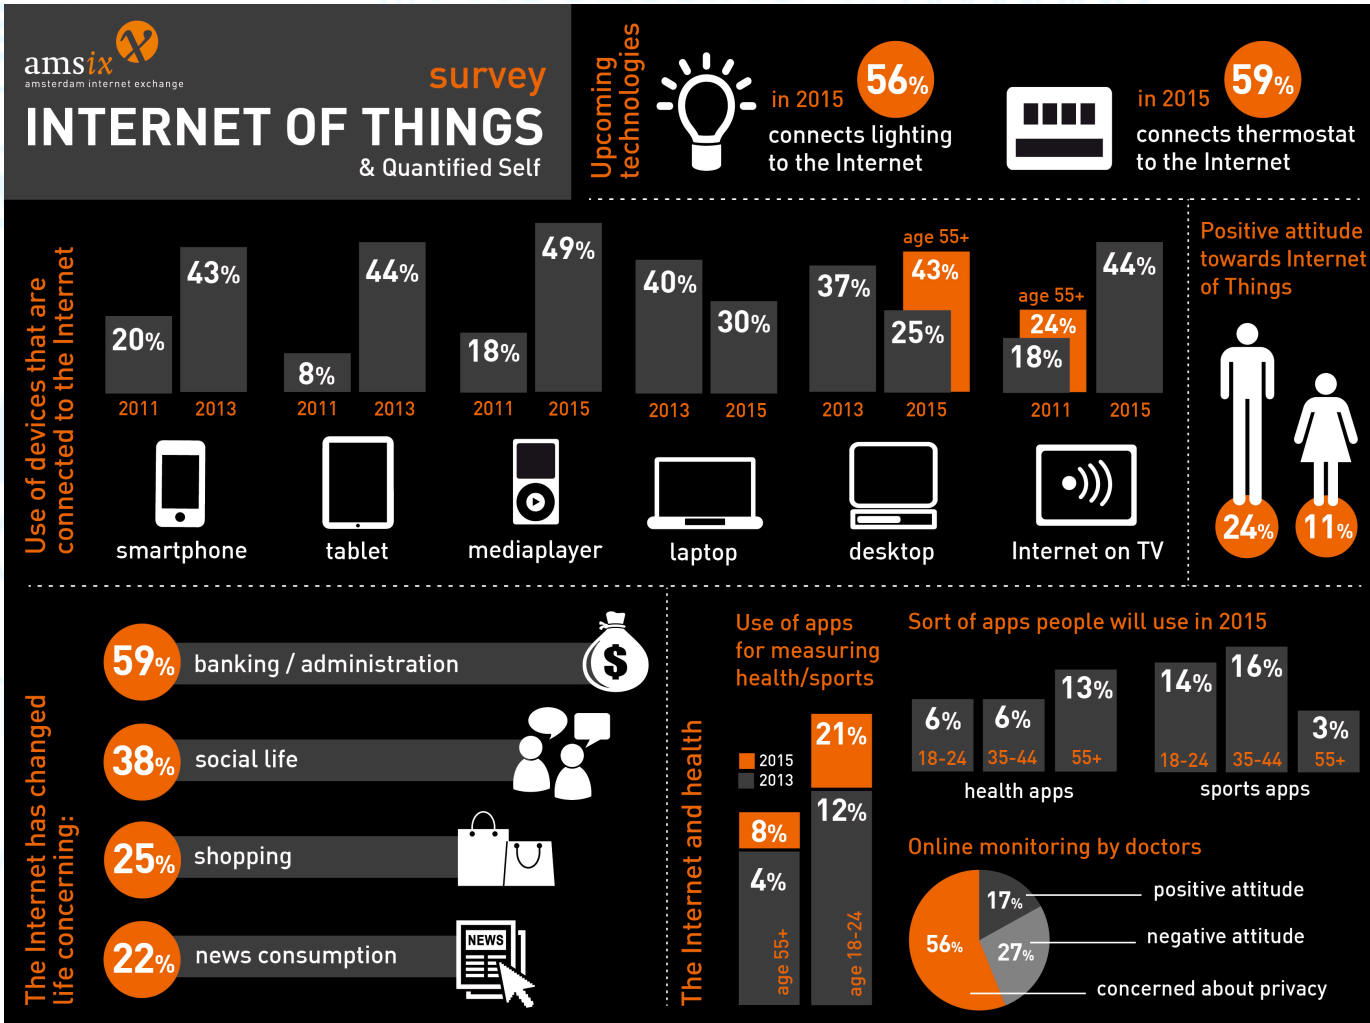 amsix
amsterdam internet exchange
survey
INTERNET OF THINGS
& Quantified Self
Upcoming
technologies
in 2015 56%
connects lighting
to the Internet
in 2015 59%
connects thermostat
to the Internet
Use of devices that are
connected to the Internet
20% 43%
2011 2013
smartphone
8% 44%
2011 2013
tablet
18% 49%
2011 2015
mediaplayer
40% 30%
2013 2015
laptop
age 55+
37% 25% 43%
2013 2015
desktop
age 55+
18% 24% 44%
2011 2015
Internet on TV
Positive attitude
towards Internet
of Things
24% 11%
The Internet has changed
life concerning:
59% banking / administration
$
38% social life
25% shopping
22% news consumption
NEWS
The Internet and health
Use of apps
for measuring
health/sports
2015
2013
8%
4%
age 55+
21%
12%
age 18-24
Sort of apps people will use in 2015
6% 6% 13%
18-24 35-44 55+
health apps
14% 16% 3%
18-24 35-44 55+
sports apps
Online monitoring by doctors
17% positive attitude
27% negative attitude
56% concerned about privacy